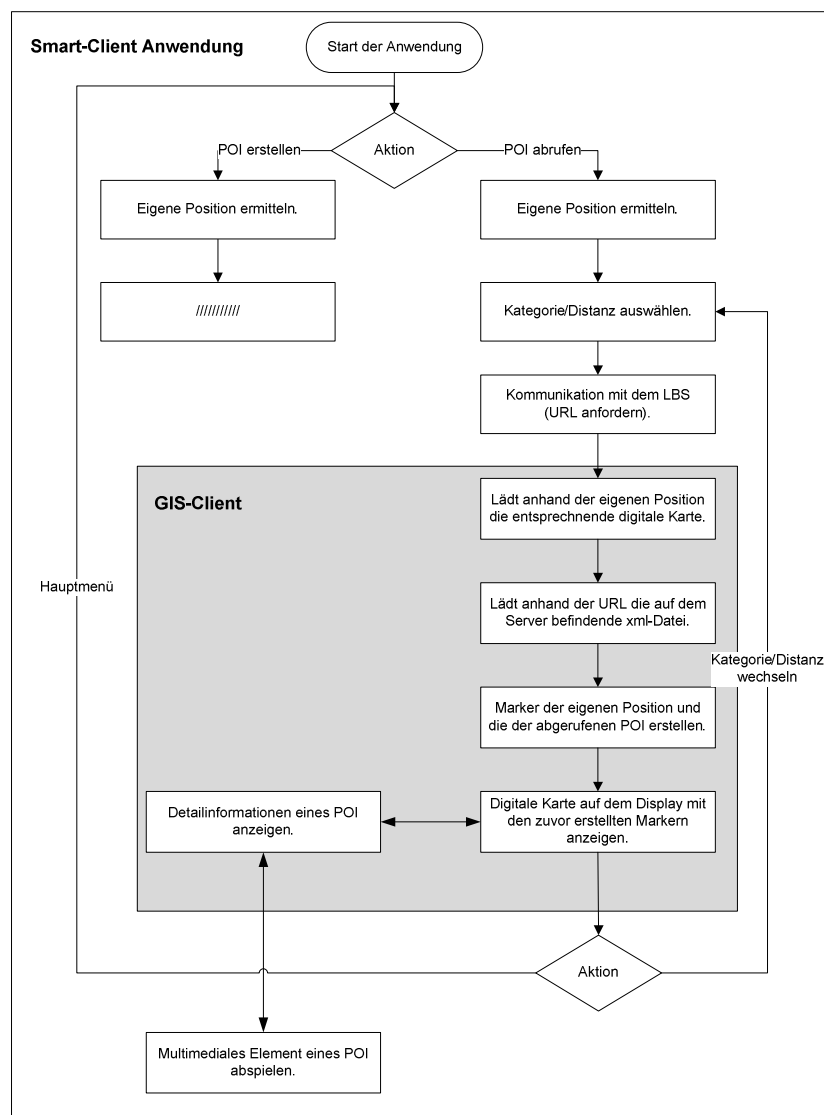 Smart-Client Anwendung
Start der Anwendung
Aktion
POI erstellen
POI abrufen
Eigene Position ermitteln.
Eigene Position ermitteln.
///////////
Kategorie/Distanz auswählen.
Kommunikation mit dem LBS
(URL anfordern).
GIS-Client
Lädt anhand der eigenen Position
die entsprechnende digitale Karte.
Hauptmenü
Lädt anhand der URL die auf dem
Server befindende xml-Datei.
Kategorie/Distanz
wechseln
Marker der eigenen Position und
die der abgerufenen POI erstellen.
Detailinformationen eines POI
anzeigen.
Digitale Karte auf dem Display mit
den zuvor erstellten Markern
anzeigen.
Aktion
Multimediales Element eines POI
abspielen.